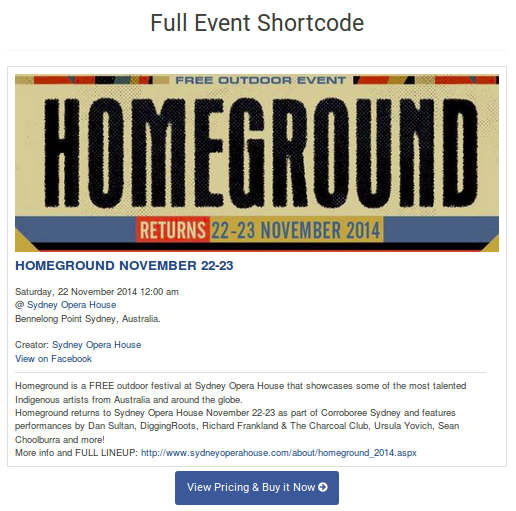 Full Event Shortcode
FREE OUTDOOR EVENT
HOMEGROUND
RETURNS 22-23 NOVEMBER 2014
HOMEGROUND NOVEMBER 22-23
Saturday, 22 November 2014 12:00 am
@ Sydney Opera House
Bennelong Point Sydney, Australia.
Creator: Sydney Opera House
View on Facebook
Homeground is a FREE outdoor festival at Sydney Opera House that showcases some of the most talented
Indigenous artists from Australia and around the globe.
Homeground returns to Sydney Opera House November 22-23 as part of Corroboree Sydney and features
performances by Dan Sultan, DiggingRoots, Richard Frankland & The Charcoal Club, Ursula Yovich, Sean
Choolburra and more!
More info and FULL LINEUP: http://www.sydneyoperahouse.com/about/homeground_2014.aspx
View Pricing & Buy it Now